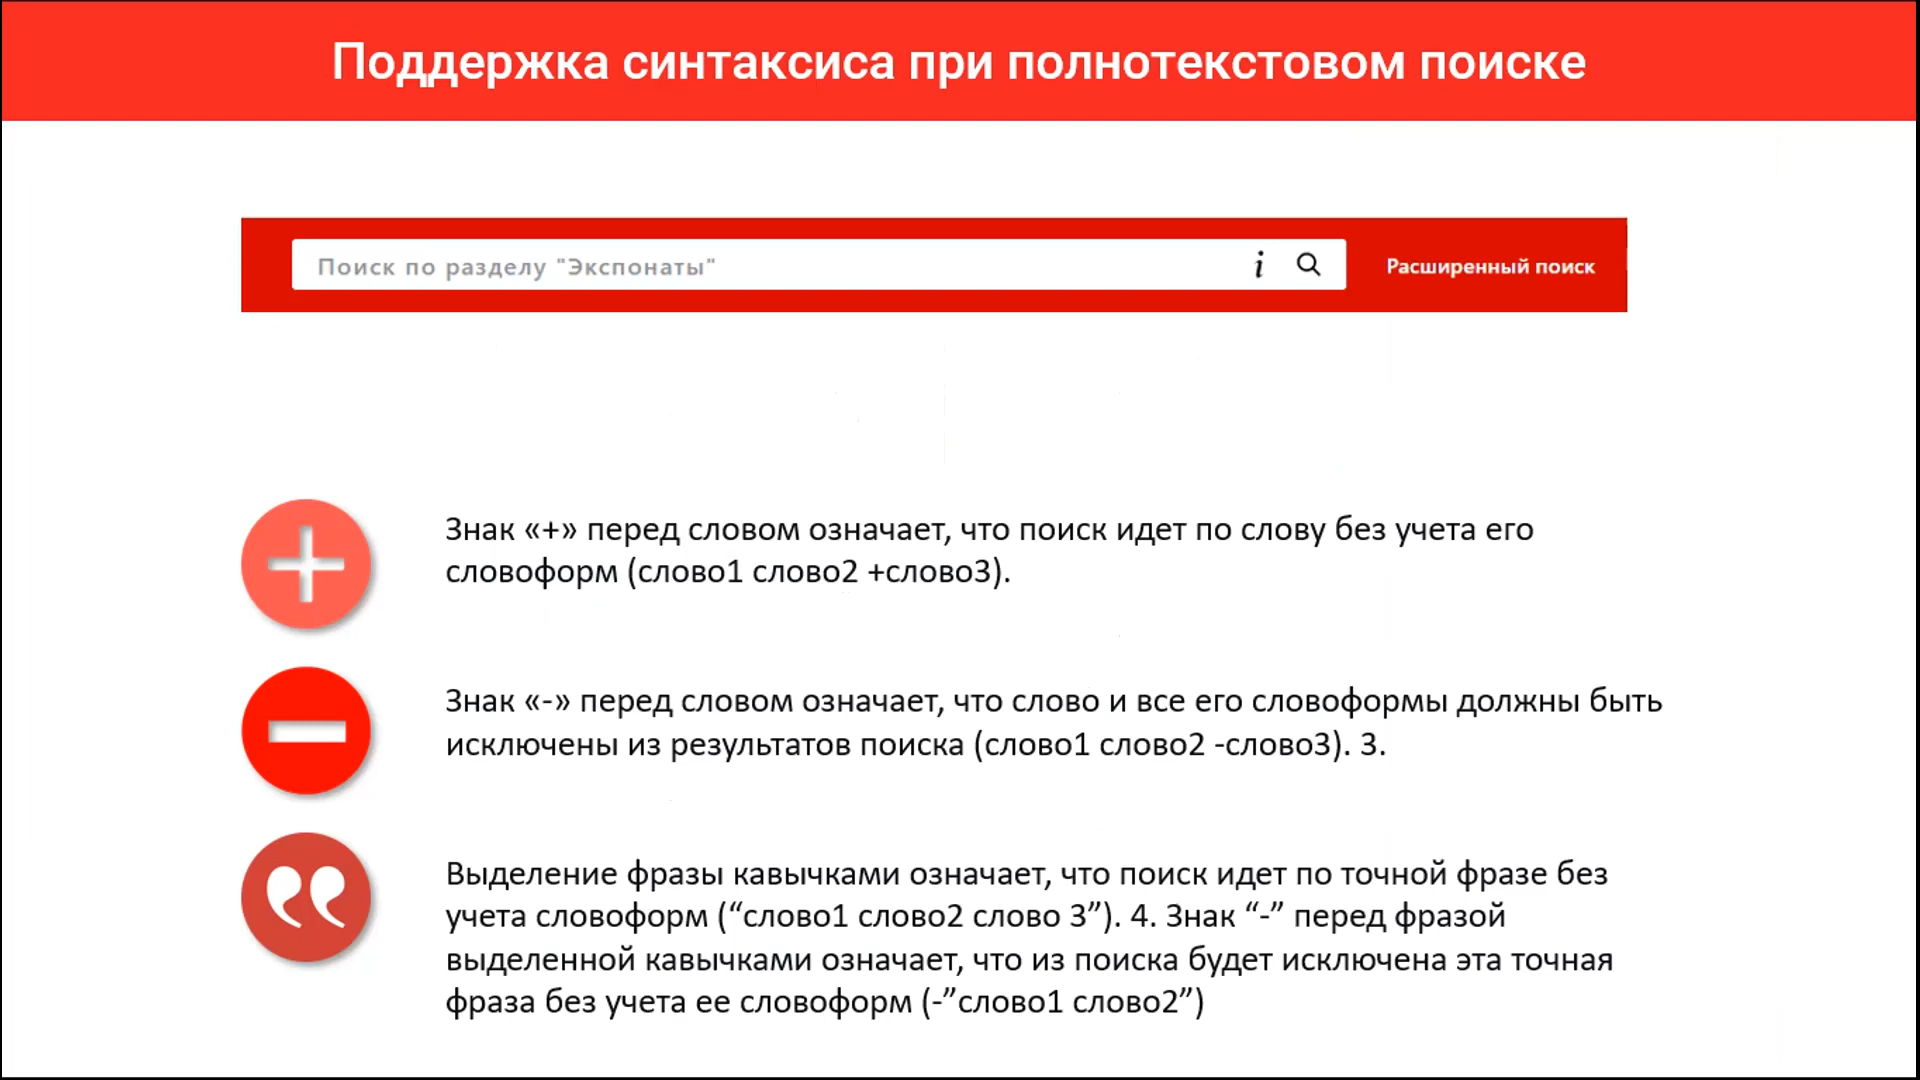 Поддержка синтаксиса при полнотекстовом поиске
Поиск по разделу "Экспонаты"
i
Расширенный поиск
Знак «+» перед словом означает, что поиск идет по слову без учета его
словоформ (слово1 слово2 +слово3).
Знак «-» перед словом означает, что слово и все его словоформы должны быть
исключены из результатов поиска (слово1 слово2 -слово3). 3.
Выделение фразы кавычками означает, что поиск идет по точной фразе без
учета словоформ (“слово1 слово2 слово 3”). 4. Знак “-” перед фразой
выделенной кавычками означает, что из поиска будет исключена эта точная
фраза без учета ее словоформ (-”слово1 слово2”)